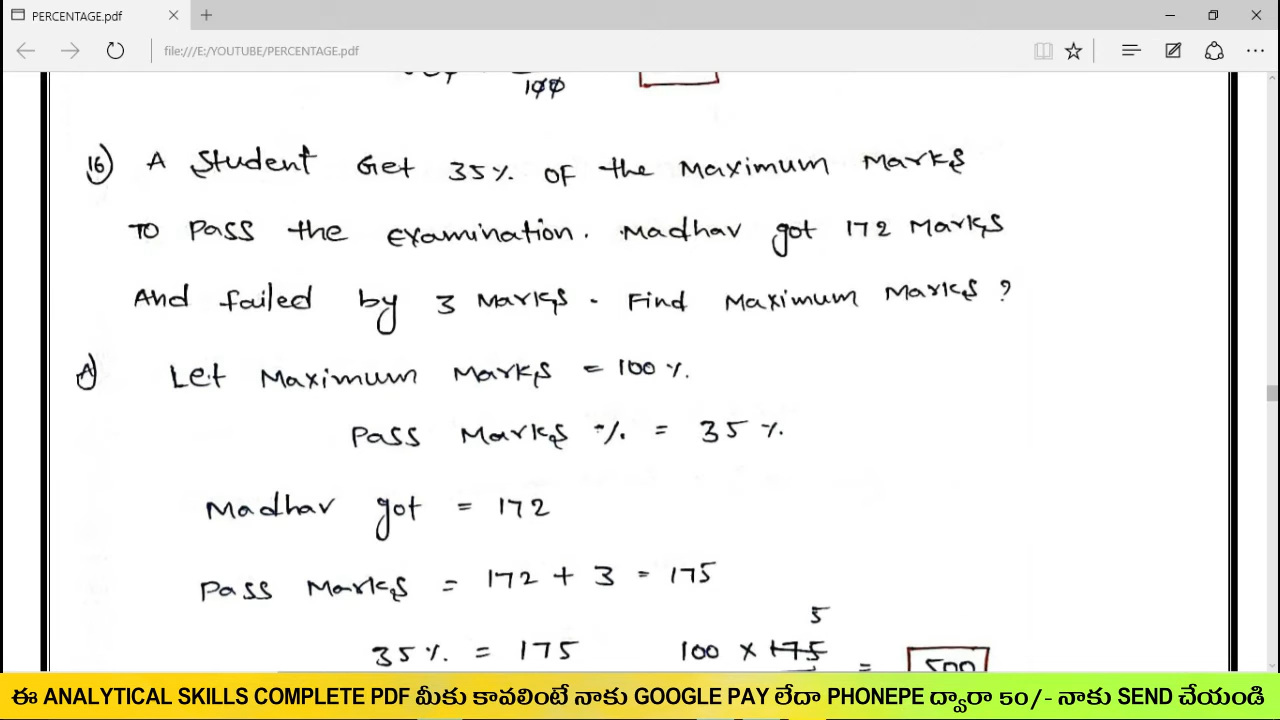 PERCENTAGE.pdf
file:///E:/YOUTUBE/PERCENTAGE.pdf
100
16) A Student Get 35% OF the Maximum Marks
TO Pass the examination. Madhav got 172 Marks
And failed by 3 Marks. Find Maximum Marks?
A) Let Maximum Marks = 100%.
Pass Marks % = 35%
Madhav got = 172
Pass Marks = 172 + 3 = 175
5
35% = 175 100 × 175 = 500
ఈ ANALYTICAL SKILLS COMPLETE PDF మీకు కావలింటే నాకు GOOGLE PAY లేదా PHONEPE ద్వారా 50/- నాకు SEND చేయండి